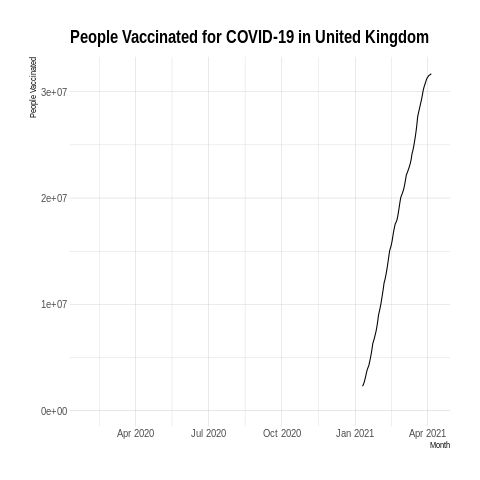 People Vaccinated for COVID-19 in United Kingdom
People Vaccinated
3e+07
2e+07
1e+07
0e+00
Apr 2020 Jul 2020 Oct 2020 Jan 2021 Apr 2021
Month